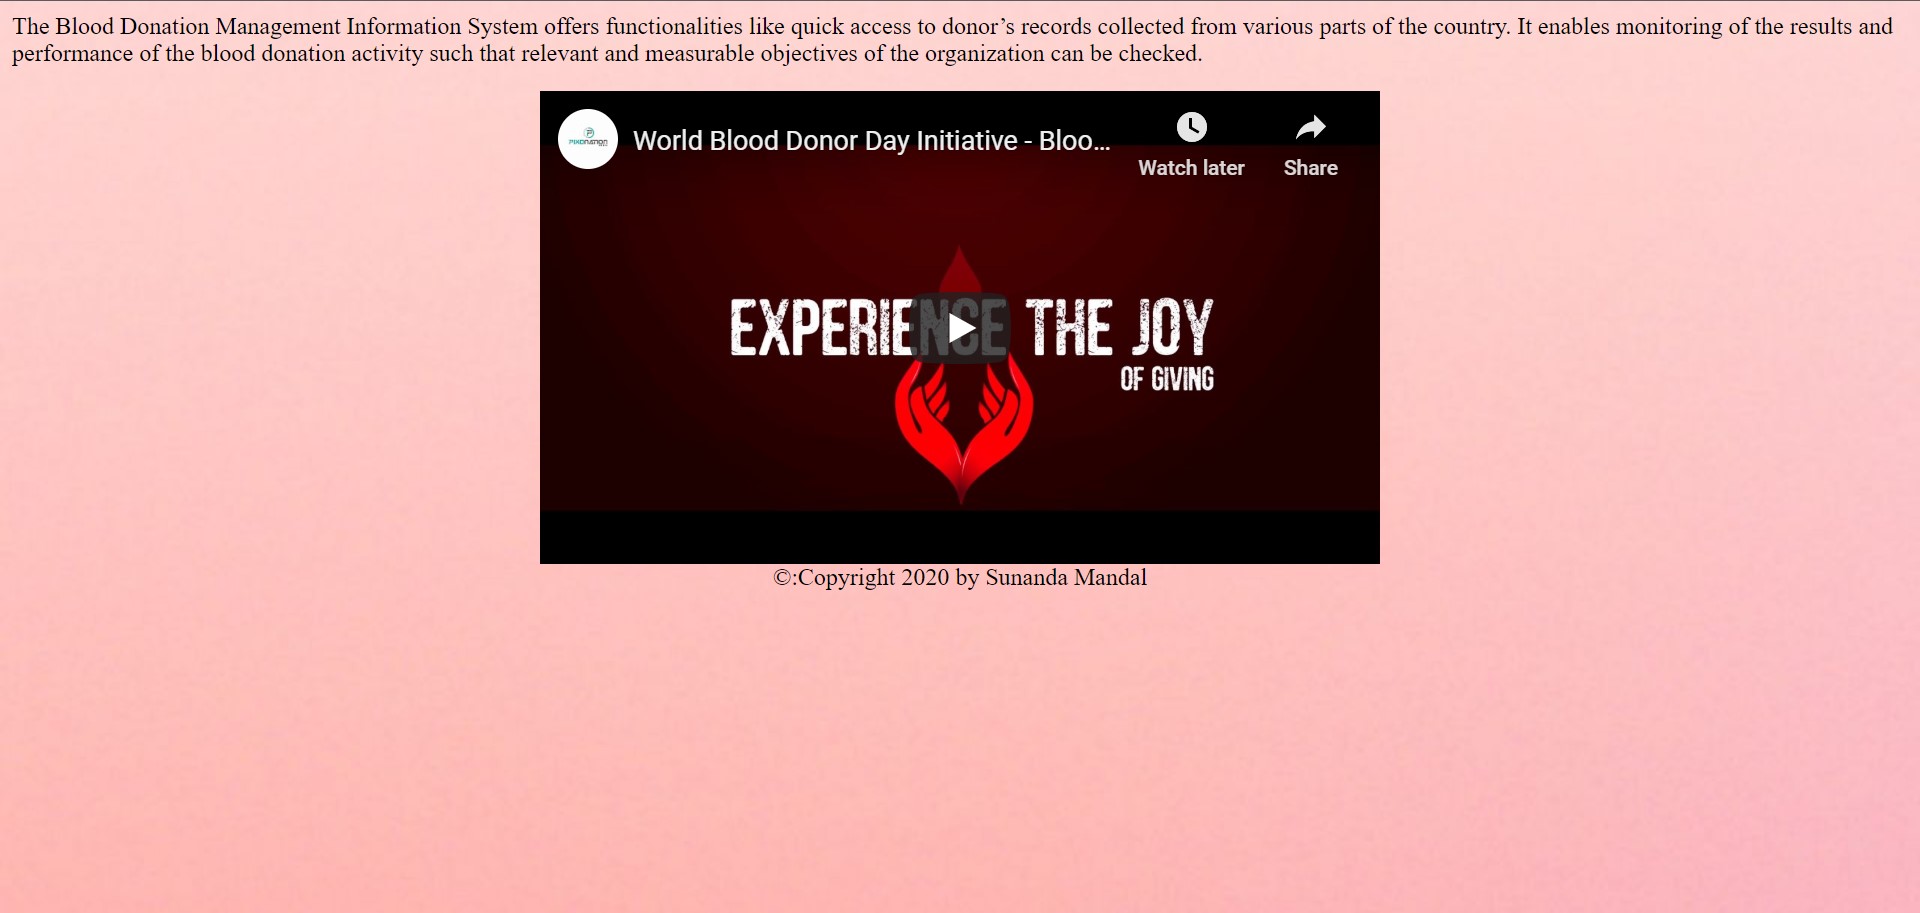 The Blood Donation Management Information System offers functionalities like quick access to donor’s records collected from various parts of the country. It enables monitoring of the results and
performance of the blood donation activity such that relevant and measurable objectives of the organization can be checked.
World Blood Donor Day Initiative - Bloo...
Watch later
Share
EXPERIENCE THE JOY
OF GIVING
©:Copyright 2020 by Sunanda Mandal